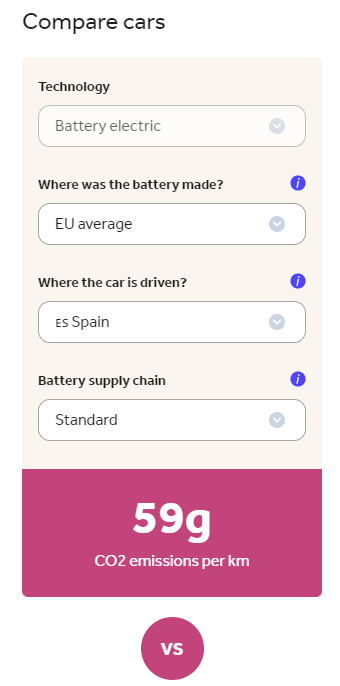 Compare cars
Technology
Battery electric
Where was the battery made?
i
EU average
Where the car is driven?
i
ES Spain
Battery supply chain
i
Standard
59g
CO2 emissions per km
VS